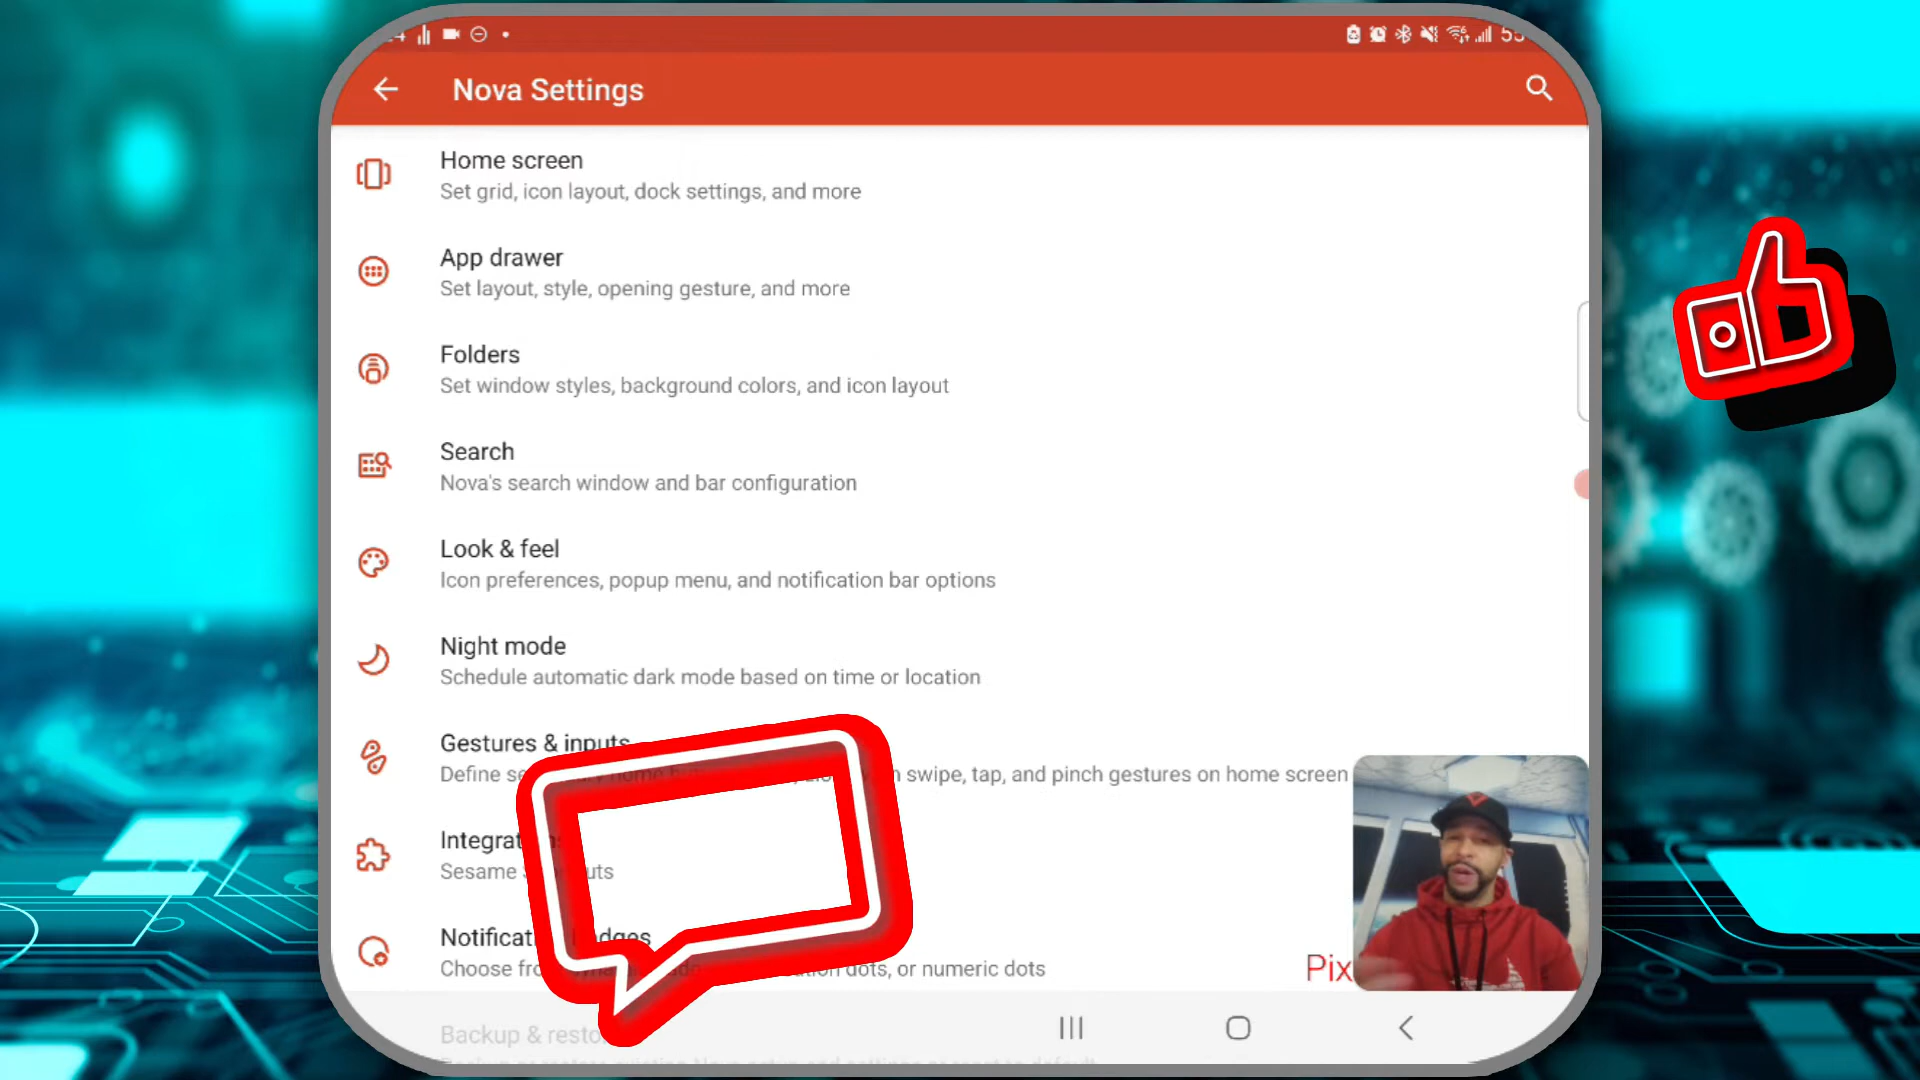 Nova Settings
Home screen
Set grid, icon layout, dock settings, and more
App drawer
Set layout, style, opening gesture, and more
Folders
Set window styles, background colors, and icon layout
Search
Nova's search window and bar configuration
Look & feel
Icon preferences, popup menu, and notification bar options
Night mode
Schedule automatic dark mode based on time or location
Gestures & inputs
Define swipe, tap, and pinch gestures on home screen
Sesame
Choose dots, or numeric dots
Pix
Backup &